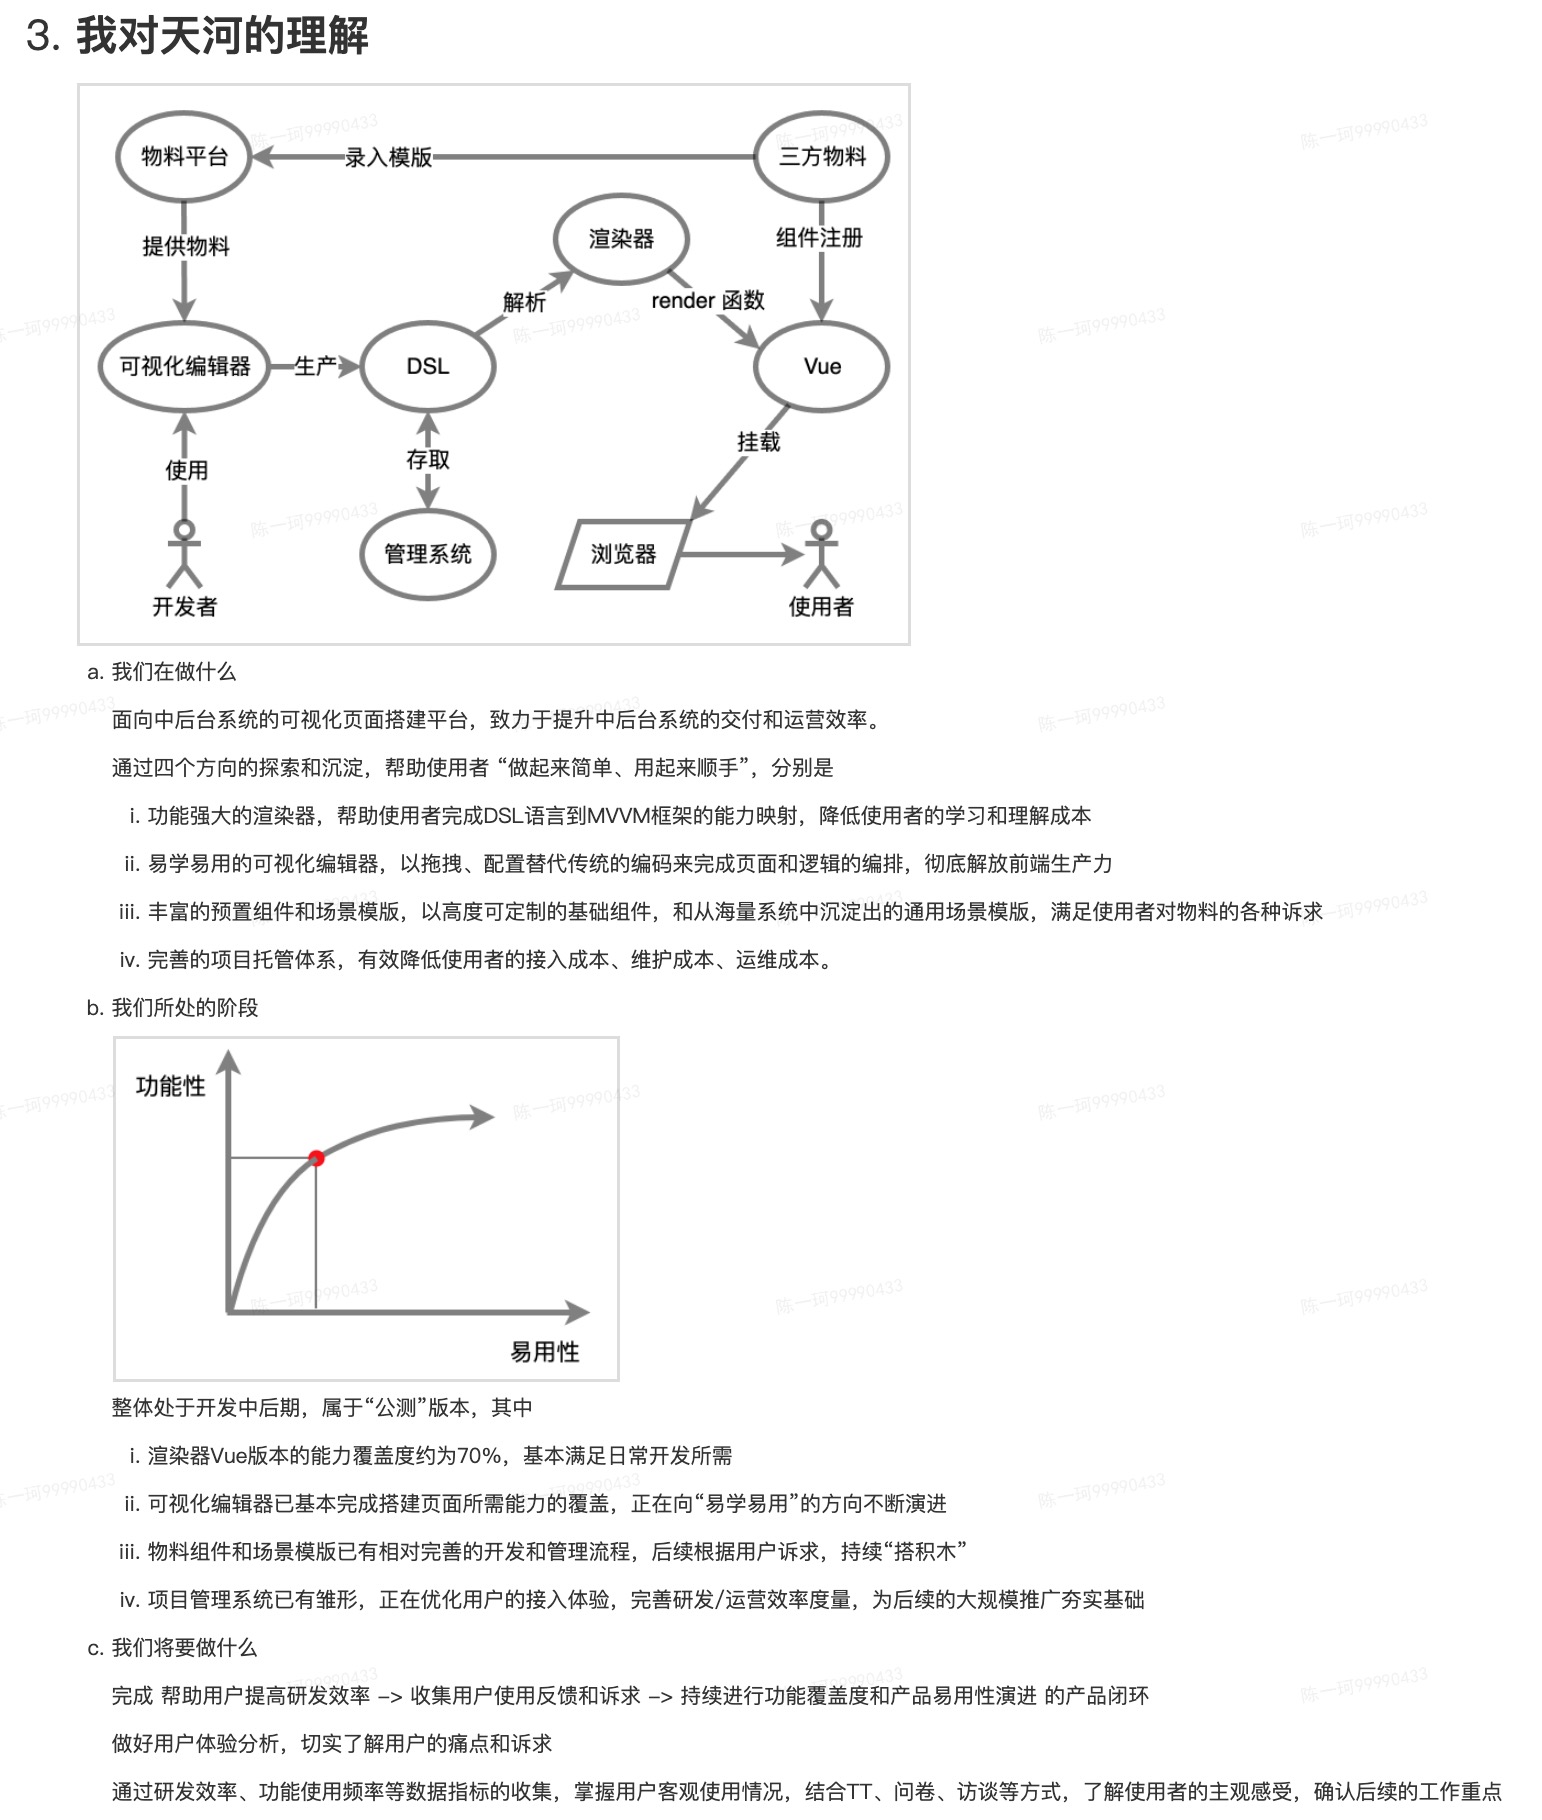 3. 我对天河的理解
物料平台
录入模版
三方物料
提供物料
渲染器
组件注册
解析
render 函数
可视化编辑器
生产
DSL
Vue
使用
存取
挂载
管理系统
浏览器
开发者
使用者
a. 我们在做什么
面向中后台系统的可视化页面搭建平台，致力于提升中后台系统的交付和运营效率。
通过四个方向的探索和沉淀，帮助使用者 “做起来简单、用起来顺手”，分别是
i. 功能强大的渲染器，帮助使用者完成DSL语言到MVVM框架的能力映射，降低使用者的学习和理解成本
ii. 易学易用的可视化编辑器，以拖拽、配置替代传统的编码来完成页面和逻辑的编排，彻底解放前端生产力
iii. 丰富的预置组件和场景模版，以高度可定制的基础组件，和从海量系统中沉淀出的通用场景模版，满足使用者对物料的各种诉求
iv. 完善的项目托管体系，有效降低使用者的接入成本、维护成本、运维成本。
b. 我们所处的阶段
功能性
易用性
整体处于开发中后期，属于“公测”版本，其中
i. 渲染器Vue版本的能力覆盖度约为70%，基本满足日常开发所需
ii. 可视化编辑器已基本完成搭建页面所需能力的覆盖，正在向“易学易用”的方向不断演进
iii. 物料组件和场景模版已有相对完善的开发和管理流程，后续根据用户诉求，持续“搭积木”
iv. 项目管理系统已有雏形，正在优化用户的接入体验，完善研发/运营效率度量，为后续的大规模推广夯实基础
c. 我们将要做什么
完成 帮助用户提高研发效率 –> 收集用户使用反馈和诉求 –> 持续进行功能覆盖度和产品易用性演进 的产品闭环
做好用户体验分析，切实了解用户的痛点和诉求
通过研发效率、功能使用频率等数据指标的收集，掌握用户客观使用情况，结合TT、问卷、访谈等方式，了解使用者的主观感受，确认后续的工作重点
陈一珂99990433